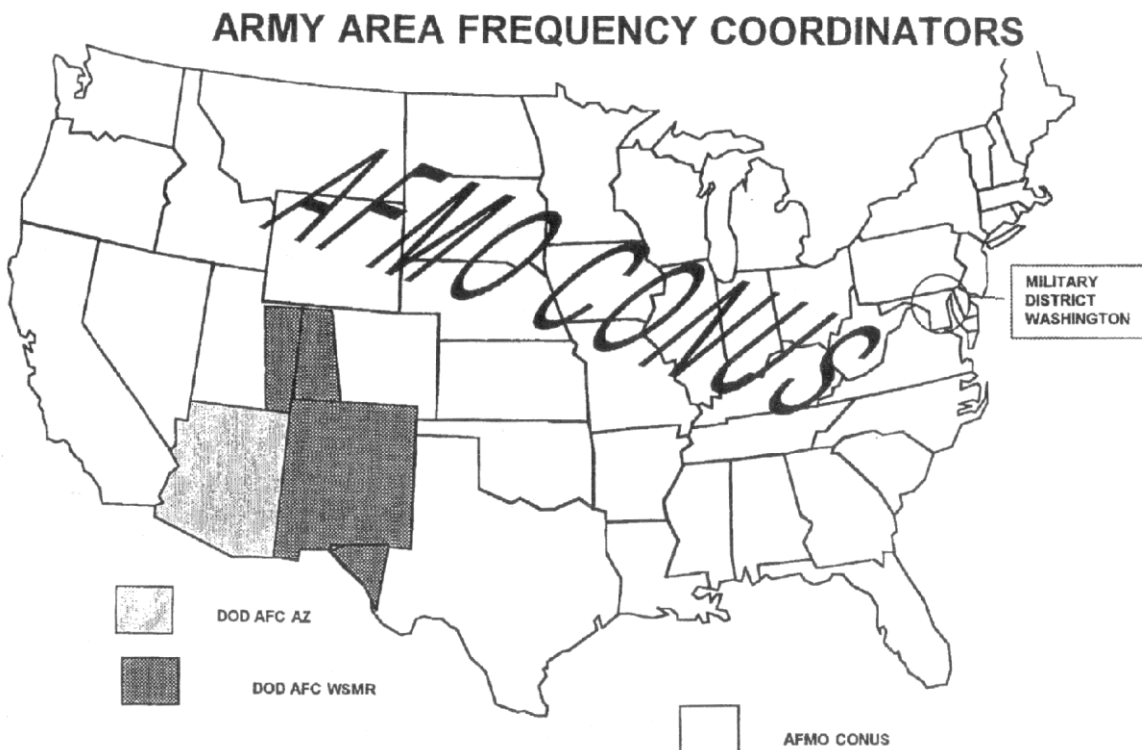 ARMY AREA FREQUENCY COORDINATORS
AFMO CONUS
MILITARY
DISTRICT
WASHINGTON
DOD AFC AZ
DOD AFC WSMR
AFMO CONUS